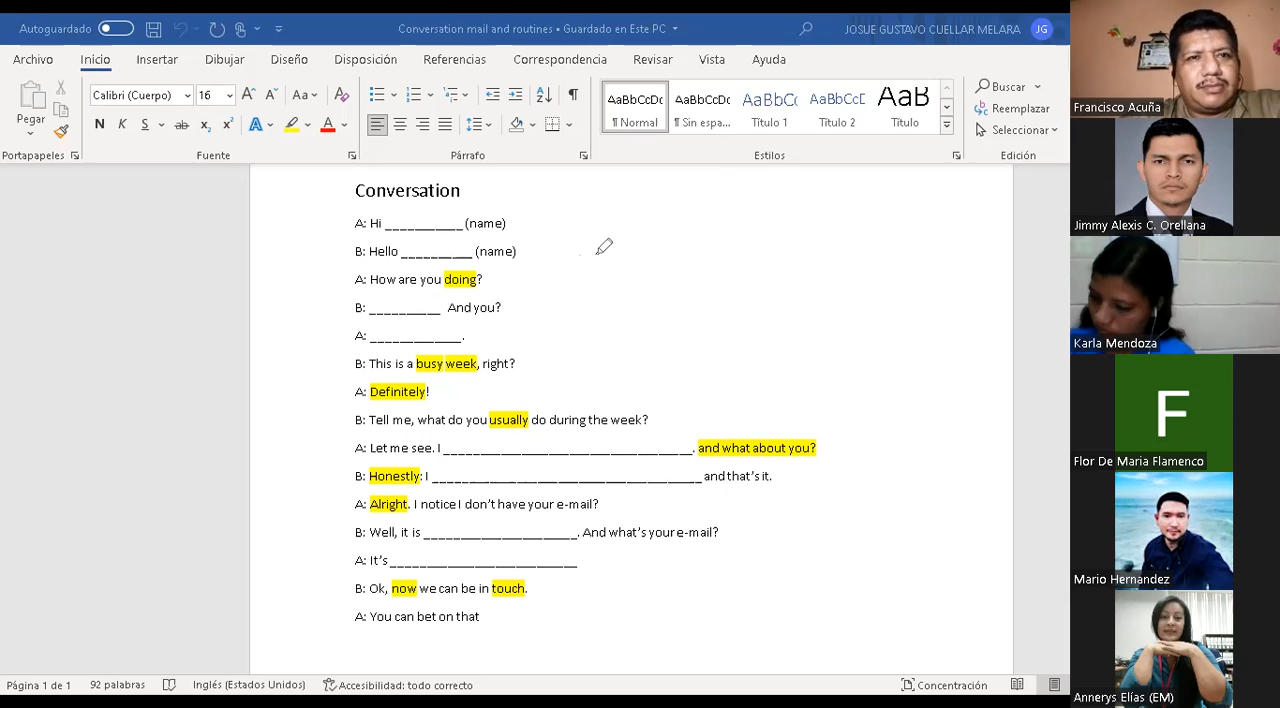 Autoguardado
Conversation mail and routines • Guardado en Este PC
JOSUE GUSTAVO CUELLAR MELARA
JG
Archivo Inicio Insertar Dibujar Diseño Disposición Referencias Correspondencia Revisar Vista Ayuda
Pegar
Calibri (Cuerpo) 16
Aa
N K S ab x₂ x² A A
AaBbCcDc AaBbCcDc AaBbCc AaBbCcE AaB
¶ Normal ¶ Sin espa... Título 1 Título 2 Título
Buscar
Reemplazar
Seleccionar
Portapapeles Fuente Párrafo Estilos Edición
Conversation
A: Hi ___________ (name)
B: Hello __________ (name)
A: How are you doing?
B: __________ And you?
A: _____________.
B: This is a busy week, right?
A: Definitely!
B: Tell me, what do you usually do during the week?
A: Let me see. I ___________________________________. and what about you?
B: Honestly: I ______________________________________ and that's it.
A: Alright. I notice I don't have your e-mail?
B: Well, it is ______________________. And what's your e-mail?
A: It's ___________________________
B: Ok, now we can be in touch.
A: You can bet on that
Página 1 de 1 92 palabras Inglés (Estados Unidos) Accesibilidad: todo correcto Concentración
Francisco Acuña
Jimmy Alexis C. Orellana
Karla Mendoza
F
Flor De Maria Flamenco
Mario Hernandez
Annerys Elías (EM)